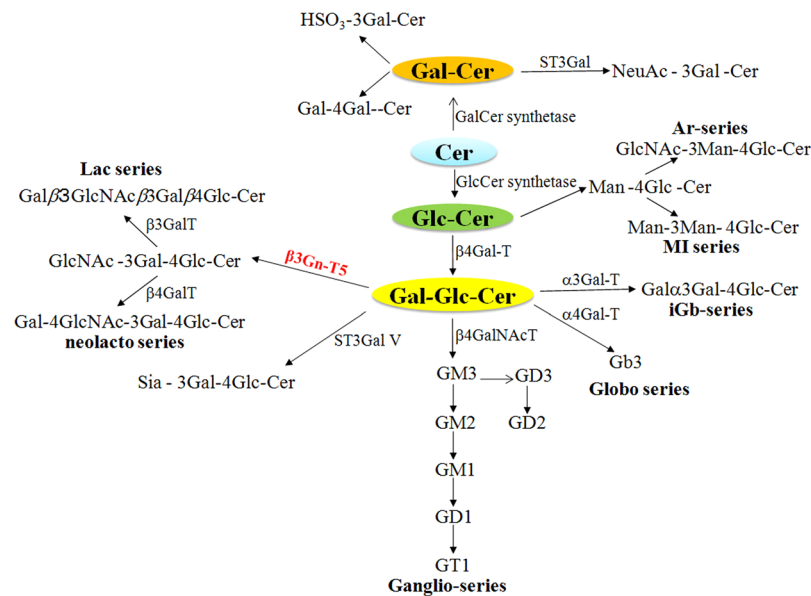 HSO₃-3Gal-Cer
Gal-Cer
ST3Gal
NeuAc - 3Gal -Cer
Gal-4Gal--Cer
GalCer synthetase
Ar-series
GlcNAc-3Man-4Glc-Cer
Cer
Lac series
GlcCer synthetase
Man -4Glc -Cer
Galβ3GlcNAcβ3Galβ4Glc-Cer
Glc-Cer
Man-3Man- 4Glc-Cer
MI series
β3GalT
β4Gal-T
GlcNAc -3Gal-4Glc-Cer
β3Gn-T5
α3Gal-T
Galα3Gal-4Glc-Cer
iGb-series
Gal-Glc-Cer
β4GalT
α4Gal-T
Gal-4GlcNAc-3Gal-4Glc-Cer
neolacto series
ST3Gal V
β4GalNAcT
Gb3
Globo series
Sia - 3Gal-4Glc-Cer
GM3
GD3
GM2
GD2
GM1
GD1
GT1
Ganglio-series